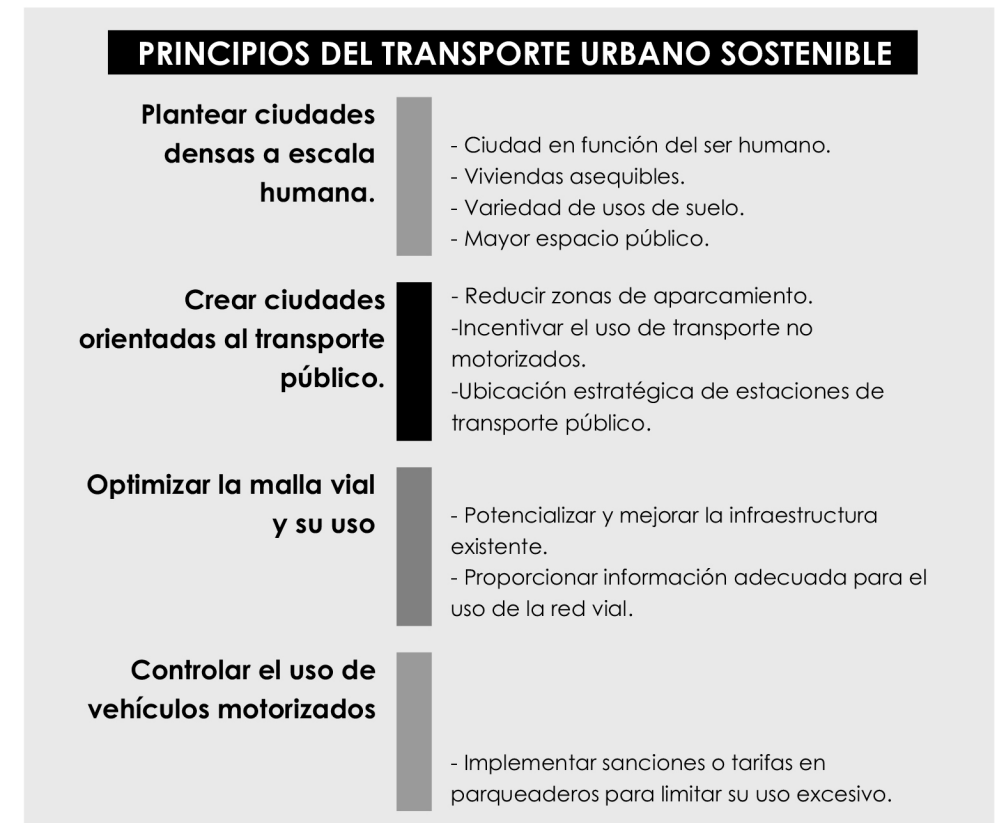 PRINCIPIOS DEL TRANSPORTE URBANO SOSTENIBLE
Plantear ciudades
densas a escala
humana.
- Ciudad en función del ser humano.
- Viviendas asequibles.
- Variedad de usos de suelo.
- Mayor espacio público.
Crear ciudades
orientadas al transporte
público.
- Reducir zonas de aparcamiento.
-Incentivar el uso de transporte no
motorizados.
-Ubicación estratégica de estaciones de
transporte público.
Optimizar la malla vial
y su uso
- Potencializar y mejorar la infraestructura
existente.
- Proporcionar información adecuada para el
uso de la red vial.
Controlar el uso de
vehículos motorizados
- Implementar sanciones o tarifas en
parqueaderos para limitar su uso excesivo.